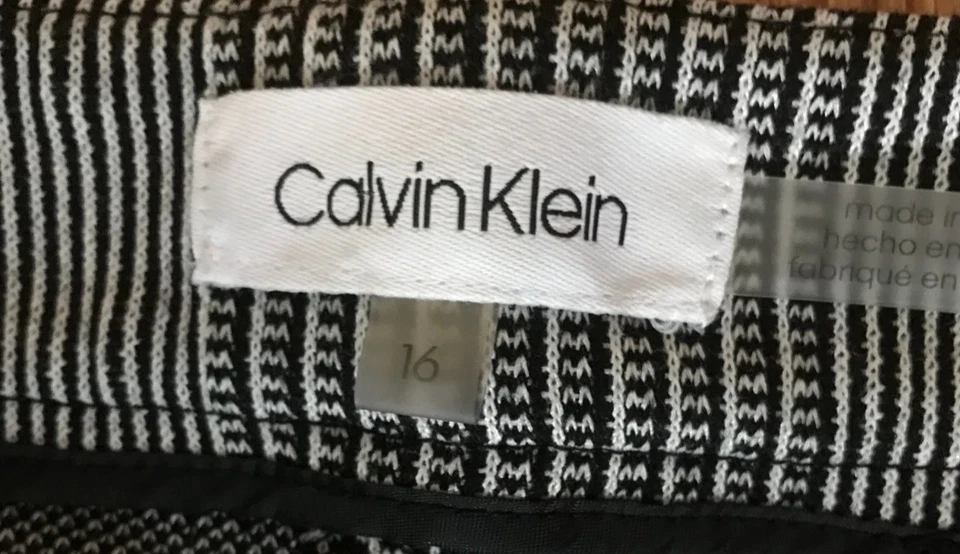 Calvin Klein
16
made in
hecho en
fabriqué en